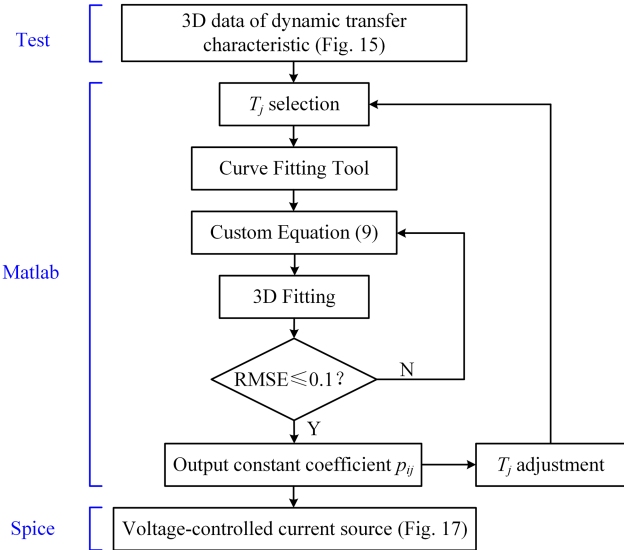 Test
3D data of dynamic transfer
characteristic (Fig. 15)
Matlab
Tj selection
Curve Fitting Tool
Custom Equation (9)
3D Fitting
RMSE≤0.1?
N
Y
Output constant coefficient pij
Tj adjustment
Spice
Voltage-controlled current source (Fig. 17)